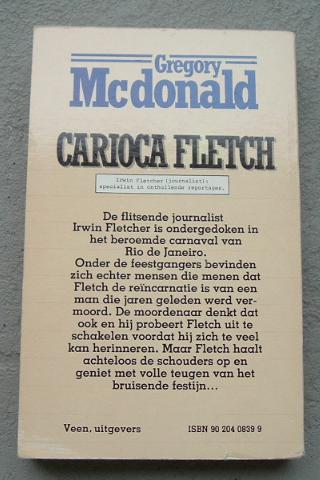 Gregory
Mcdonald
CARIOCA FLETCH
Irwin Fletcher (journalist):
specialist in onthullende reportages.
De flitsende journalist
Irwin Fletcher is ondergedoken in
het beroemde carnaval van
Rio de Janeiro.
Onder de feestgangers bevinden
zich echter mensen die menen dat
Fletch de reïncarnatie is van een
man die jaren geleden werd ver-
moord. De moordenaar denkt dat
ook en hij probeert Fletch uit te
schakelen voordat hij zich te veel
kan herinneren. Maar Fletch haalt
achteloos de schouders op en
geniet met volle teugen van het
bruisende festijn...
Veen, uitgevers
ISBN 90 204 0839 9